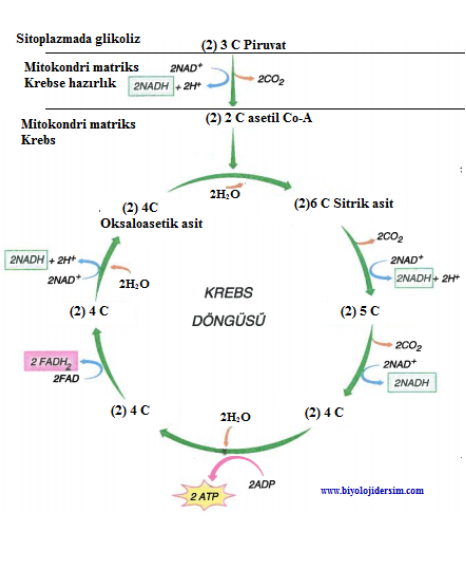 Sitoplazmada glikoliz
(2) 3 C Piruvat
Mitokondri matriks
Krebse hazırlık
2NAD⁺
2NADH + 2H⁺
2CO₂
(2) 2 C asetil Co-A
Mitokondri matriks
Krebs
2H₂O
(2) 4C
Oksaloasetik asit
(2)6 C Sitrik asit
2CO₂
2NAD⁺
2NADH + 2H⁺
2NADH + 2H⁺
2NAD⁺
2H₂O
KREBS
DÖNGÜSÜ
(2) 4 C
(2) 5 C
2CO₂
2NAD⁺
2NADH
2 FADH₂
2FAD
(2) 4 C
2H₂O
(2) 4 C
2ADP
2 ATP
www.biyolojidersim.com